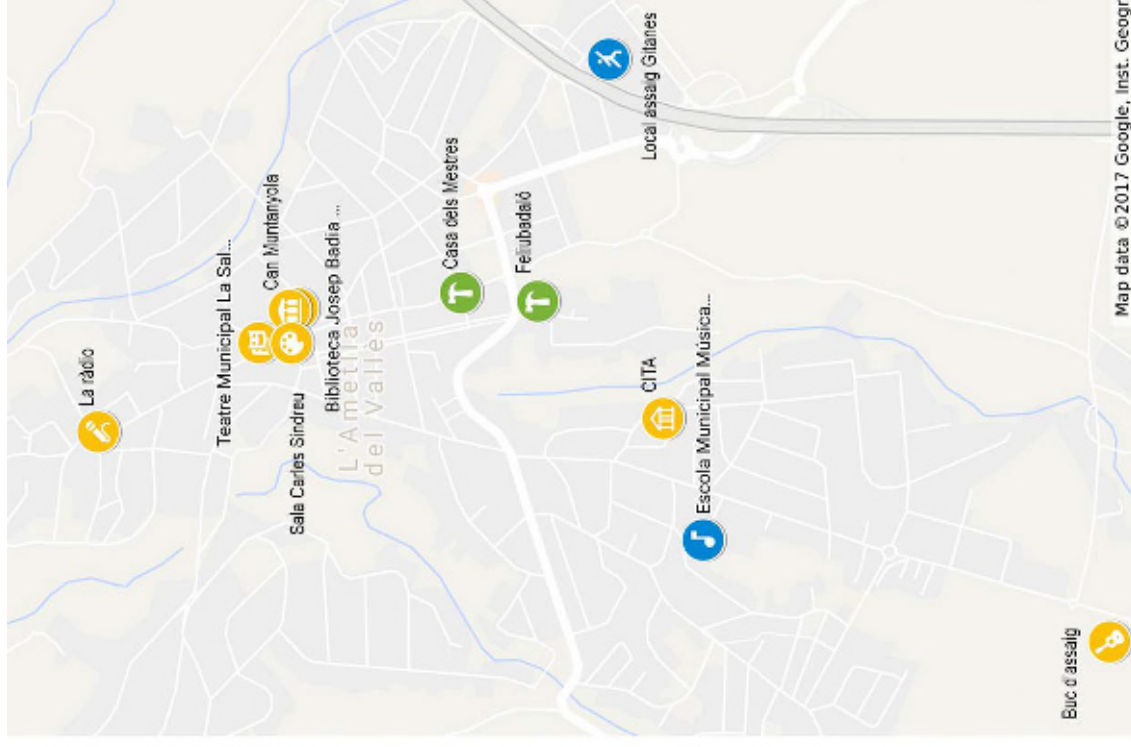 La ràdio
Teatre Municipal La Sal...
Can Muntanyola
Sala Carles Sindreu
Biblioteca Josep Badia ...
L'Ametlla
del Vallès
Casa dels Mestres
Feliubadaló
Local assaig Gitanes
CITA
Escola Municipal Música...
Buc d'assaig
Map data ©2017 Google, Inst. Geogr